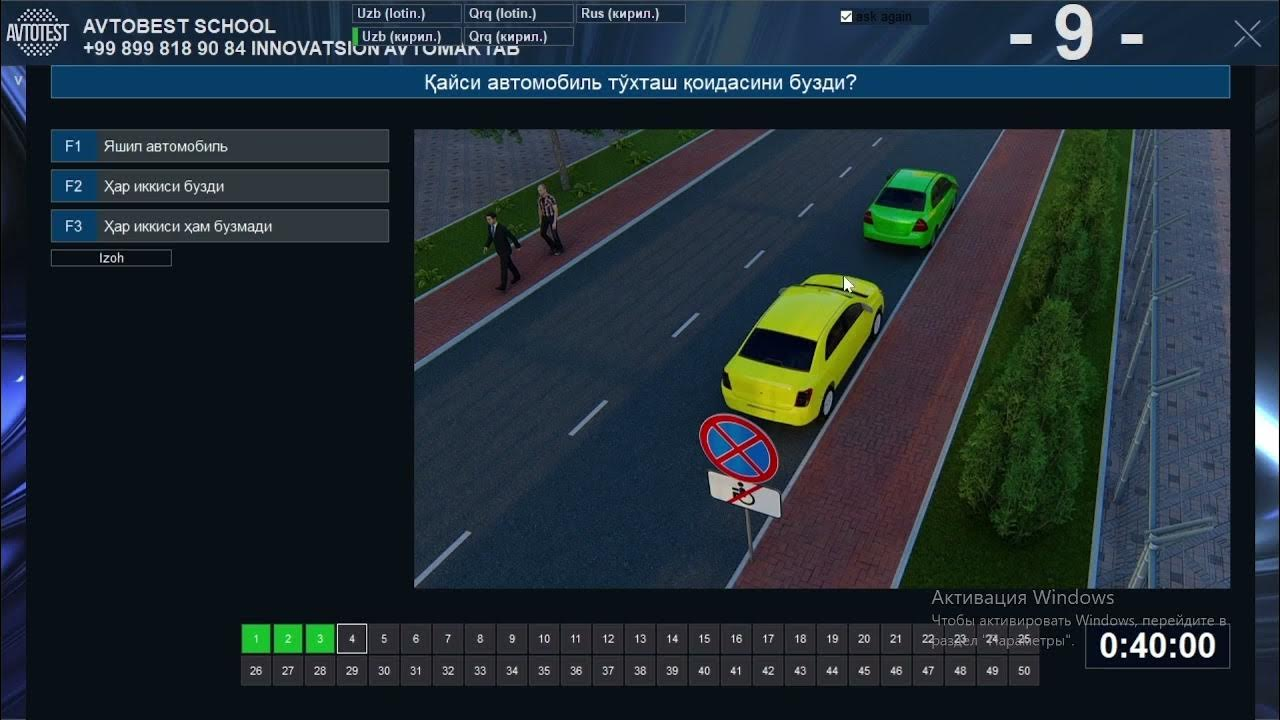 AVTOTEST
AVTOBEST SCHOOL
+99 899 818 90 84 INNOVATSION AVTOMAKTAB
Uzb (lotin.) Qrq (lotin.) Rus (кирил.)
Uzb (кирил.) Qrq (кирил.)
ask again
- 9 -
V
Қайси автомобиль тўхташ қоидасини бузди?
F1 Яшил автомобиль
F2 Ҳар иккиси бузди
F3 Ҳар иккиси ҳам бузмади
Izoh
Активация Windows
Чтобы активировать Windows, перейдите в
раздел "Параметры".
1 2 3 4 5 6 7 8 9 10 11 12 13 14 15 16 17 18 19 20 21 22 23 24 25
26 27 28 29 30 31 32 33 34 35 36 37 38 39 40 41 42 43 44 45 46 47 48 49 50
0:40:00